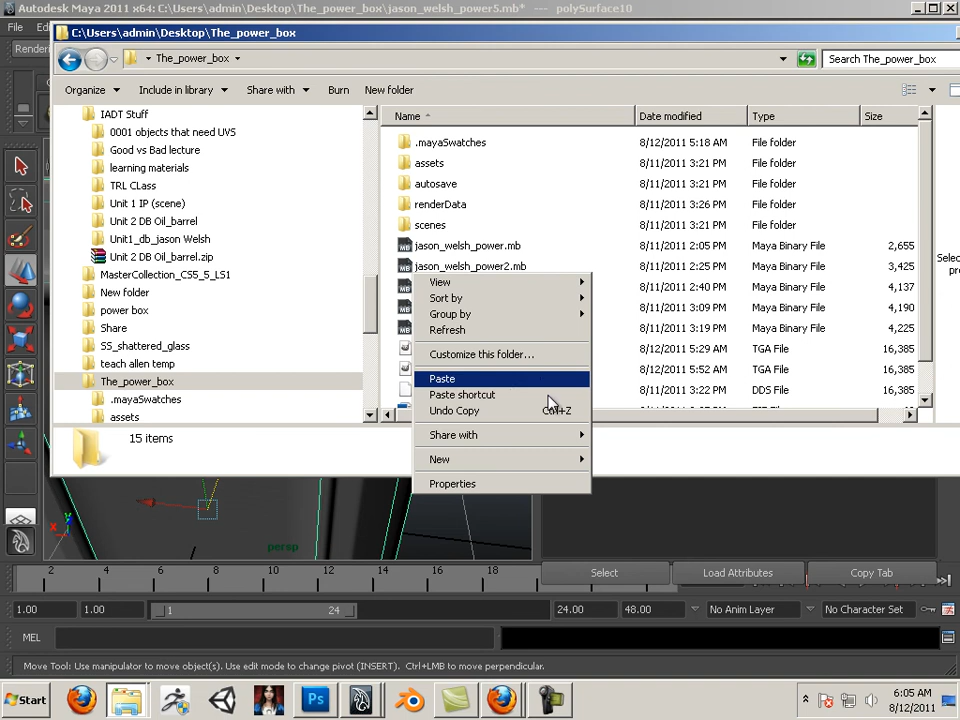 Autodesk Maya 2011 x64: C:\Users\admin\Desktop\The_power_box\jason_welsh_power5.mb* --- polySurface10
File
C:\Users\admin\Desktop\The_power_box
The_power_box
Search The_power_box
Organize
Include in library
Share with
Burn
New folder
IADT Stuff
0001 objects that need UVS
Good vs Bad lecture
learning materials
TRL CLass
Unit 1 IP (scene)
Unit 2 DB Oil_barrel
Unit1_db_jason Welsh
Unit 2 DB Oil_barrel.zip
MasterCollection_CS5_5_LS1
New folder
power box
Share
SS_shattered_glass
teach allen temp
The_power_box
.mayaSwatches
assets
Name Date modified Type Size
.mayaSwatches 8/12/2011 5:18 AM File folder
assets 8/11/2011 3:21 PM File folder
autosave 8/11/2011 3:21 PM File folder
renderData 8/11/2011 3:26 PM File folder
scenes 8/11/2011 3:21 PM File folder
jason_welsh_power.mb 8/11/2011 2:05 PM Maya Binary File 2,655
jason_welsh_power2.mb 8/11/2011 2:25 PM Maya Binary File 3,425
8/11/2011 2:40 PM Maya Binary File 4,137
8/11/2011 3:09 PM Maya Binary File 4,190
8/11/2011 3:19 PM Maya Binary File 4,225
8/12/2011 5:29 AM TGA File 16,385
8/12/2011 5:52 AM TGA File 16,385
8/11/2011 3:22 PM DDS File 16,385
View
Sort by
Group by
Refresh
Customize this folder...
Paste
Paste shortcut
Undo Copy
Share with
New
Properties
15 items
persp
2 4 6 8 10 12 14 16 18
Select
Load Attributes
Copy Tab
1.00 1.00 1 24 24.00 48.00 No Anim Layer No Character Set
MEL
Move Tool: Use manipulator to move object(s). Use edit mode to change pivot (INSERT). Ctrl+LMB to move perpendicular.
Start
6:05 AM
8/12/2011